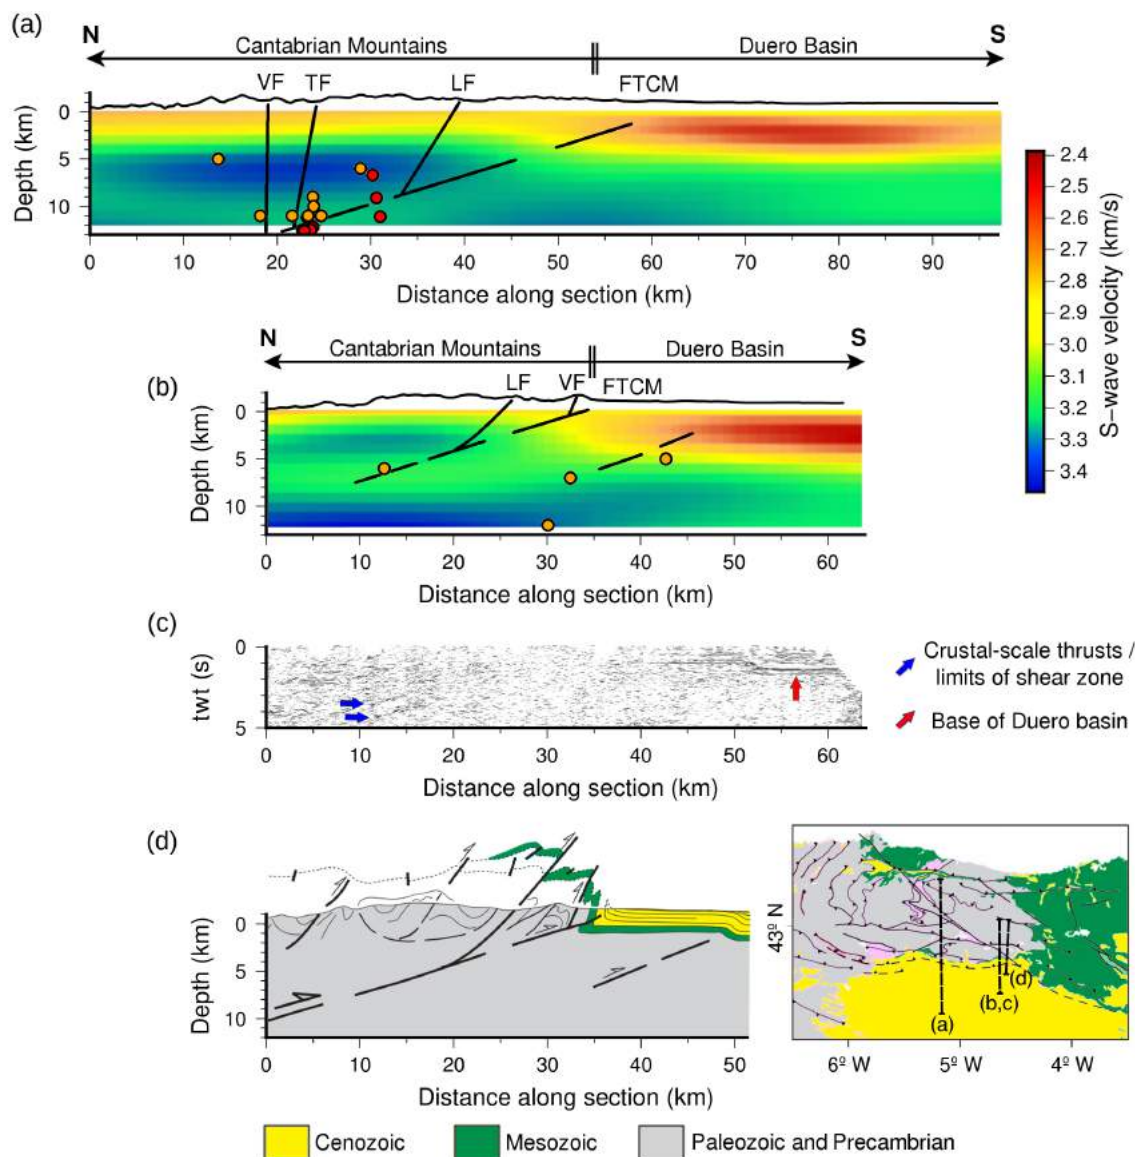 (a)
N
S
Cantabrian Mountains
Duero Basin
VF
TF
LF
FTCM
0
5
10
Depth (km)
0
10
20
30
40
50
60
70
80
90
Distance along section (km)
2.4
2.5
2.6
2.7
2.8
2.9
3.0
3.1
3.2
3.3
3.4
S–wave velocity (km/s)
(b)
N
S
Cantabrian Mountains
Duero Basin
LF
VF
FTCM
0
5
10
Depth (km)
0
10
20
30
40
50
60
Distance along section (km)
(c)
0
5
twt (s)
0
10
20
30
40
50
60
Distance along section (km)
Crustal-scale thrusts /
limits of shear zone
Base of Duero basin
(d)
0
5
10
Depth (km)
0
10
20
30
40
50
Distance along section (km)
43º N
(d)
(b,c)
(a)
6º W
5º W
4º W
Cenozoic
Mesozoic
Paleozoic and Precambrian